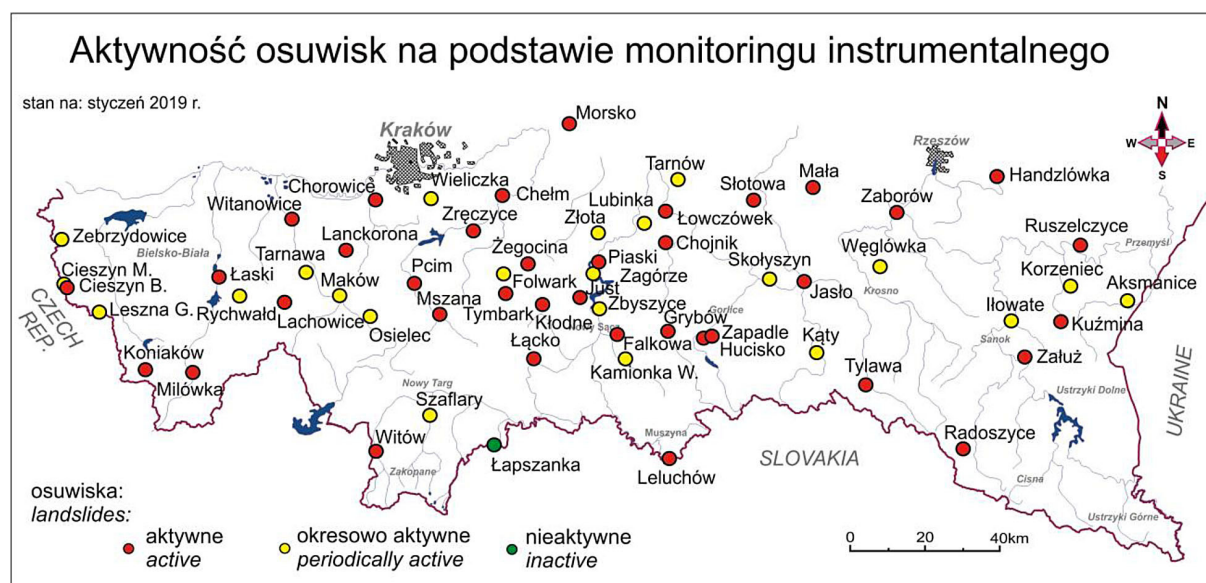 Aktywność osuwisk na podstawie monitoringu instrumentalnego
stan na: styczeń 2019 r.
Morsko
N
W
E
S
Kraków
Rzeszów
Tarnów
Mała
Handzlówka
Wieliczka
Chełm
Chorowice
Słotowa
Zaborów
Witanowice
Zręczyce
Lubinka
Złota
Łowczówek
Ruszelczyce
Przemyśl
Zebrzydowice
Bielsko-Biała
Lanckorona
Żegocina
Chojnik
Węglówka
Tarnawa
Piaski
Korzeniec
Cieszyn M.
Łaski
Pcim
Folwark
Zagórze
Skołyszyn
Cieszyn B.
Maków
Just
Jasło
Krosno
Aksmanice
CZECH
REP.
Leszna G.
Rychwałd
Mszana
Zbyszyce
Iłowate
Lachowice
Tymbark
Kłodne
Grybów
Gorlice
Kuźmina
Osielec
Nowy Sącz
Zapadle
Sanok
Koniaków
Łącko
Falkowa
Hucisko
Kąty
Załuż
UKRAINE
Kamionka W.
Tylawa
Milówka
Nowy Targ
Ustrzyki Dolne
Szaflary
Witów
Muszyna
Radoszyce
Łapszanka
SLOVAKIA
Zakopane
Leluchów
Cisna
osuwiska:
landslides:
Ustrzyki Górne
aktywne
active
okresowo aktywne
periodically active
nieaktywne
inactive
0 20 40km